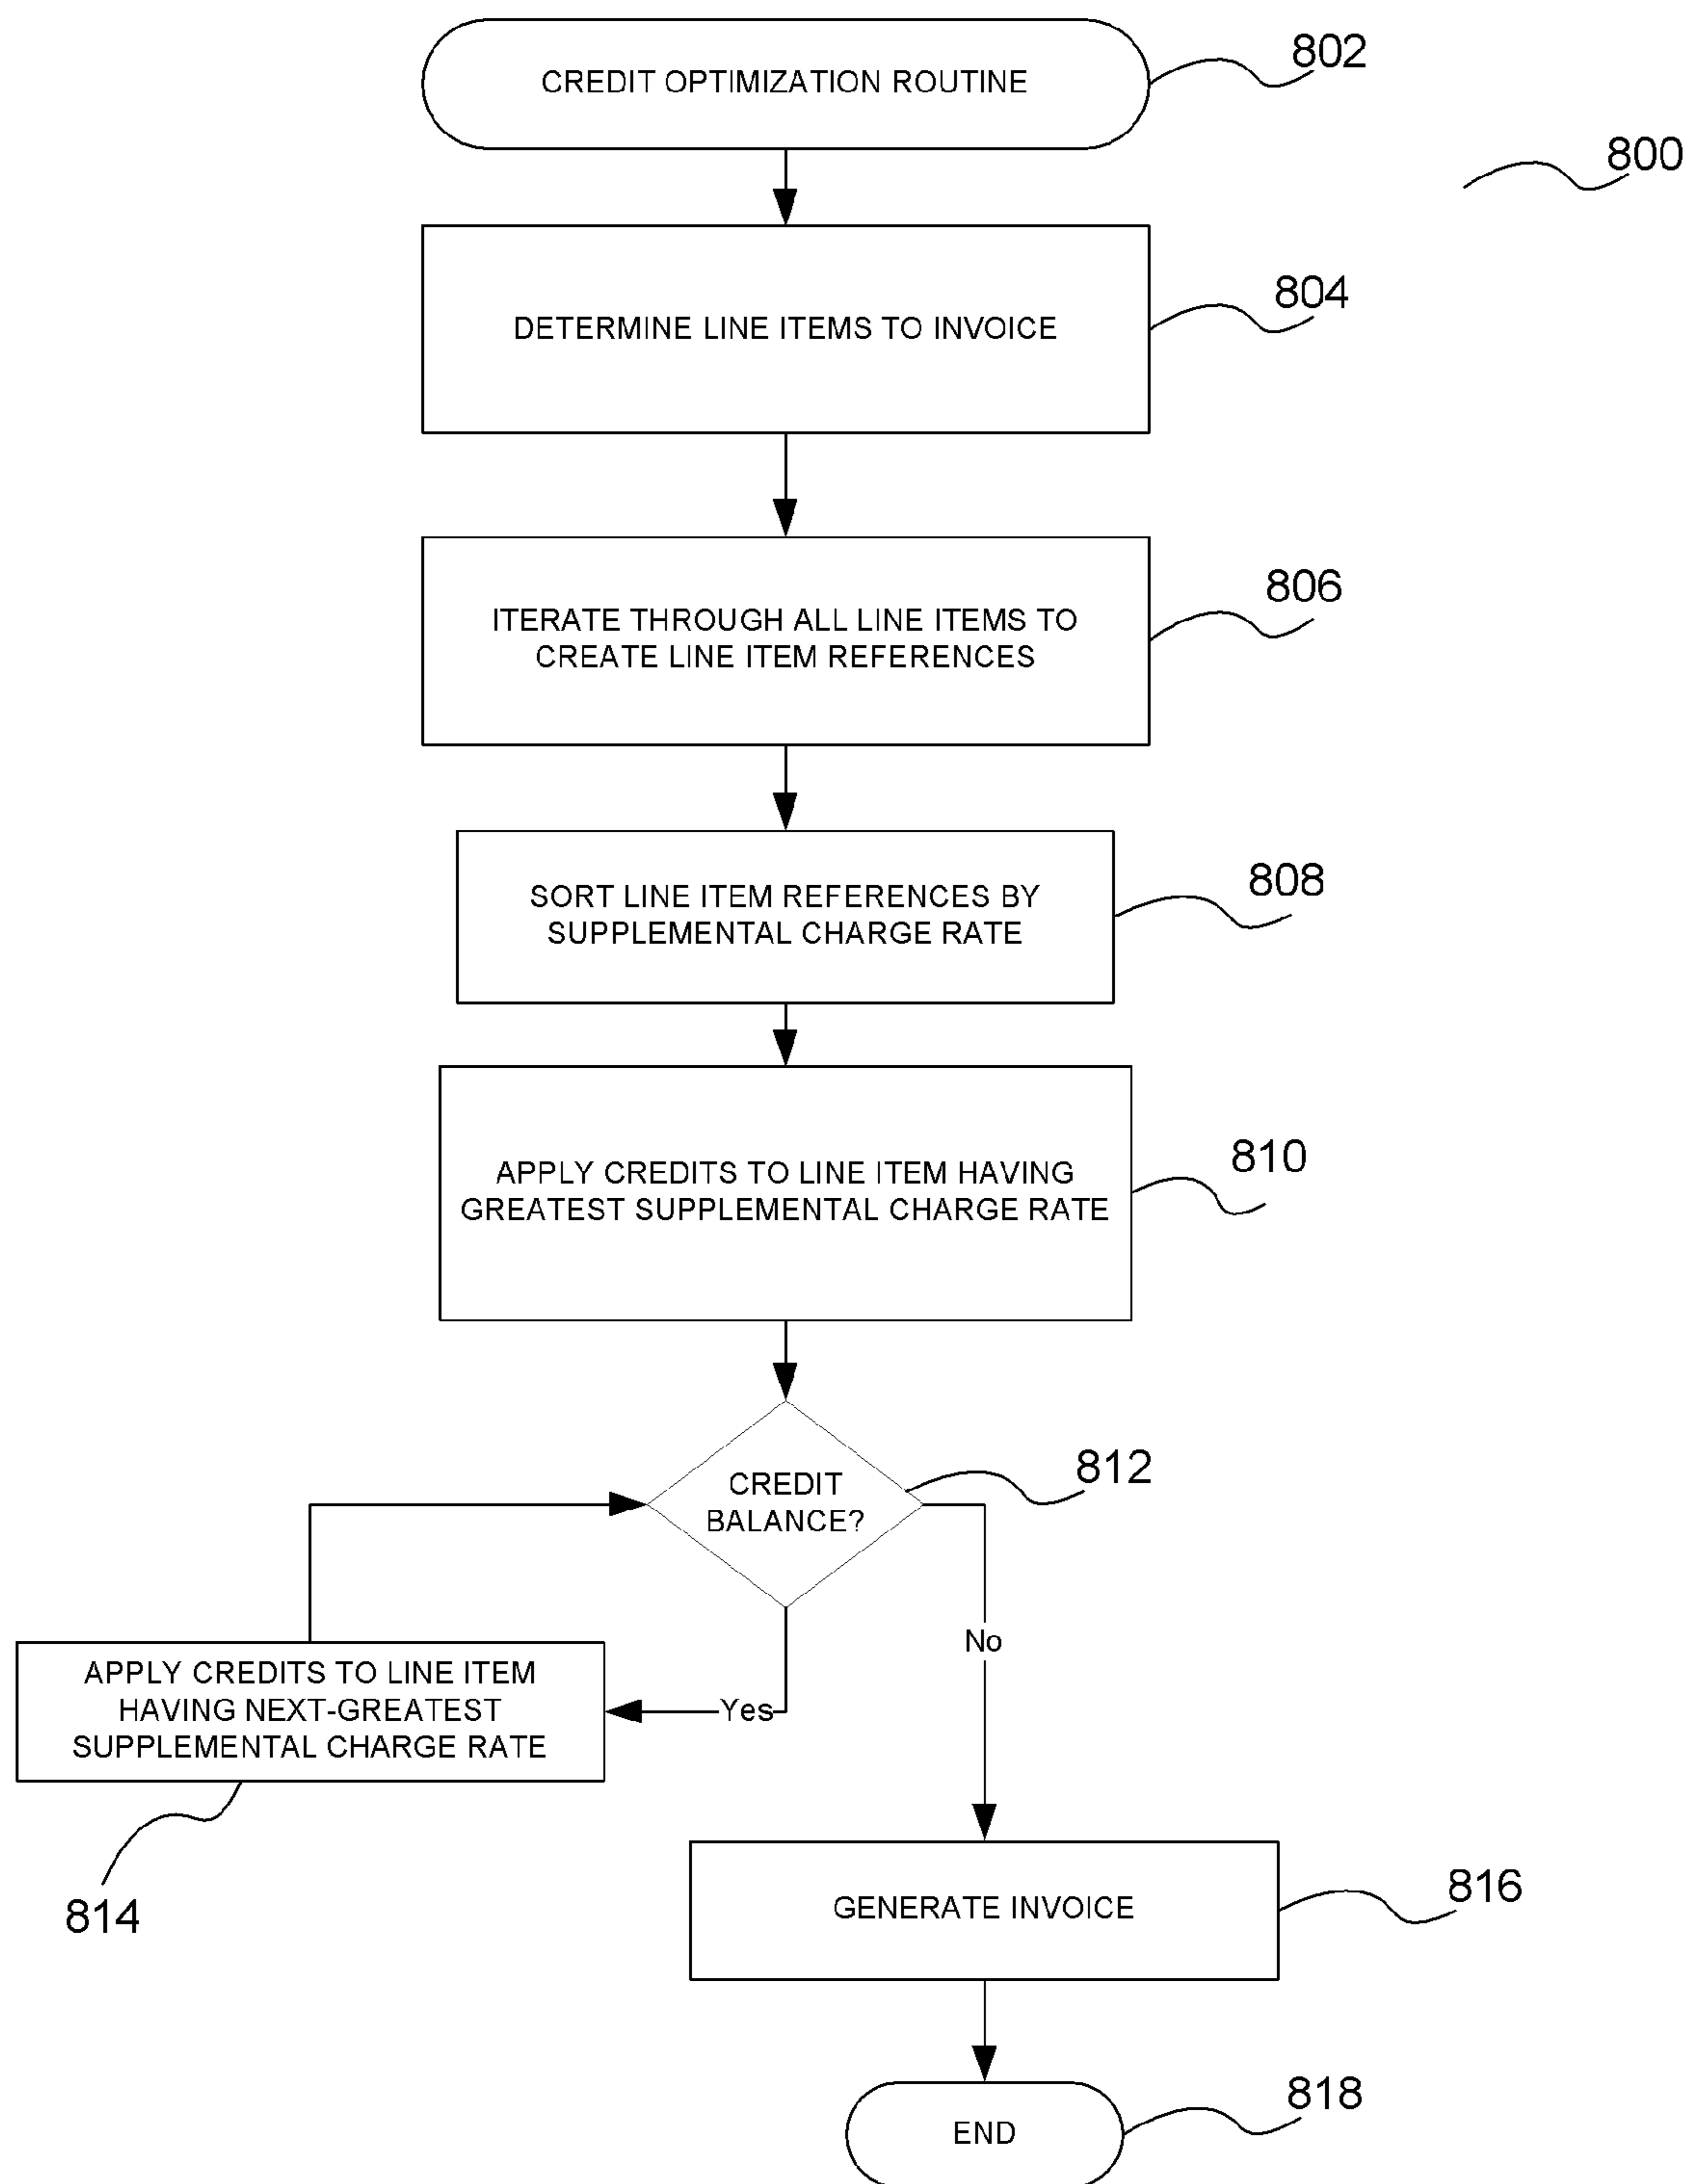 CREDIT OPTIMIZATION ROUTINE
802
800
DETERMINE LINE ITEMS TO INVOICE
804
ITERATE THROUGH ALL LINE ITEMS TO
CREATE LINE ITEM REFERENCES
806
SORT LINE ITEM REFERENCES BY
SUPPLEMENTAL CHARGE RATE
808
APPLY CREDITS TO LINE ITEM HAVING
GREATEST SUPPLEMENTAL CHARGE RATE
810
CREDIT
BALANCE?
812
No
Yes
APPLY CREDITS TO LINE ITEM
HAVING NEXT-GREATEST
SUPPLEMENTAL CHARGE RATE
814
GENERATE INVOICE
816
END
818